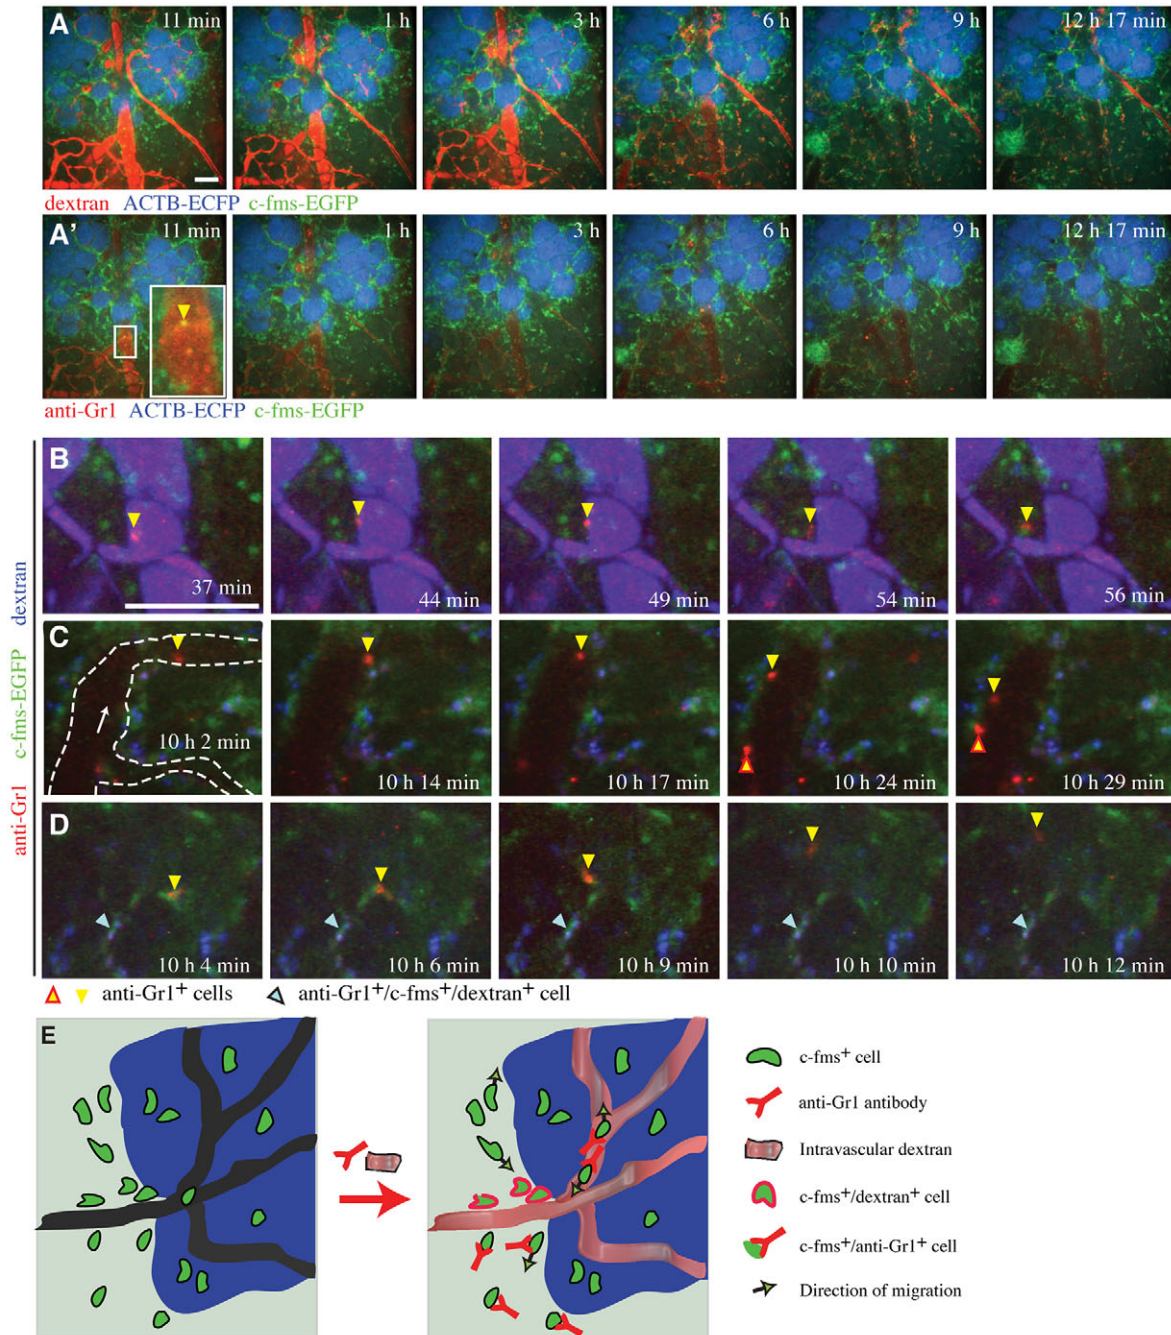 A 11 min 1 h 3 h 6 h 9 h 12 h 17 min
dextran ACTB-ECFP c-fms-EGFP
A' 11 min 1 h 3 h 6 h 9 h 12 h 17 min
anti-Gr1 ACTB-ECFP c-fms-EGFP
anti-Gr1 c-fms-EGFP dextran
B 37 min 44 min 49 min 54 min 56 min
C 10 h 2 min 10 h 14 min 10 h 17 min 10 h 24 min 10 h 29 min
D 10 h 4 min 10 h 6 min 10 h 9 min 10 h 10 min 10 h 12 min
anti-Gr1+ cells anti-Gr1+/c-fms+/dextran+ cell
E
c-fms+ cell
anti-Gr1 antibody
Intravascular dextran
c-fms+/dextran+ cell
c-fms+/anti-Gr1+ cell
Direction of migration